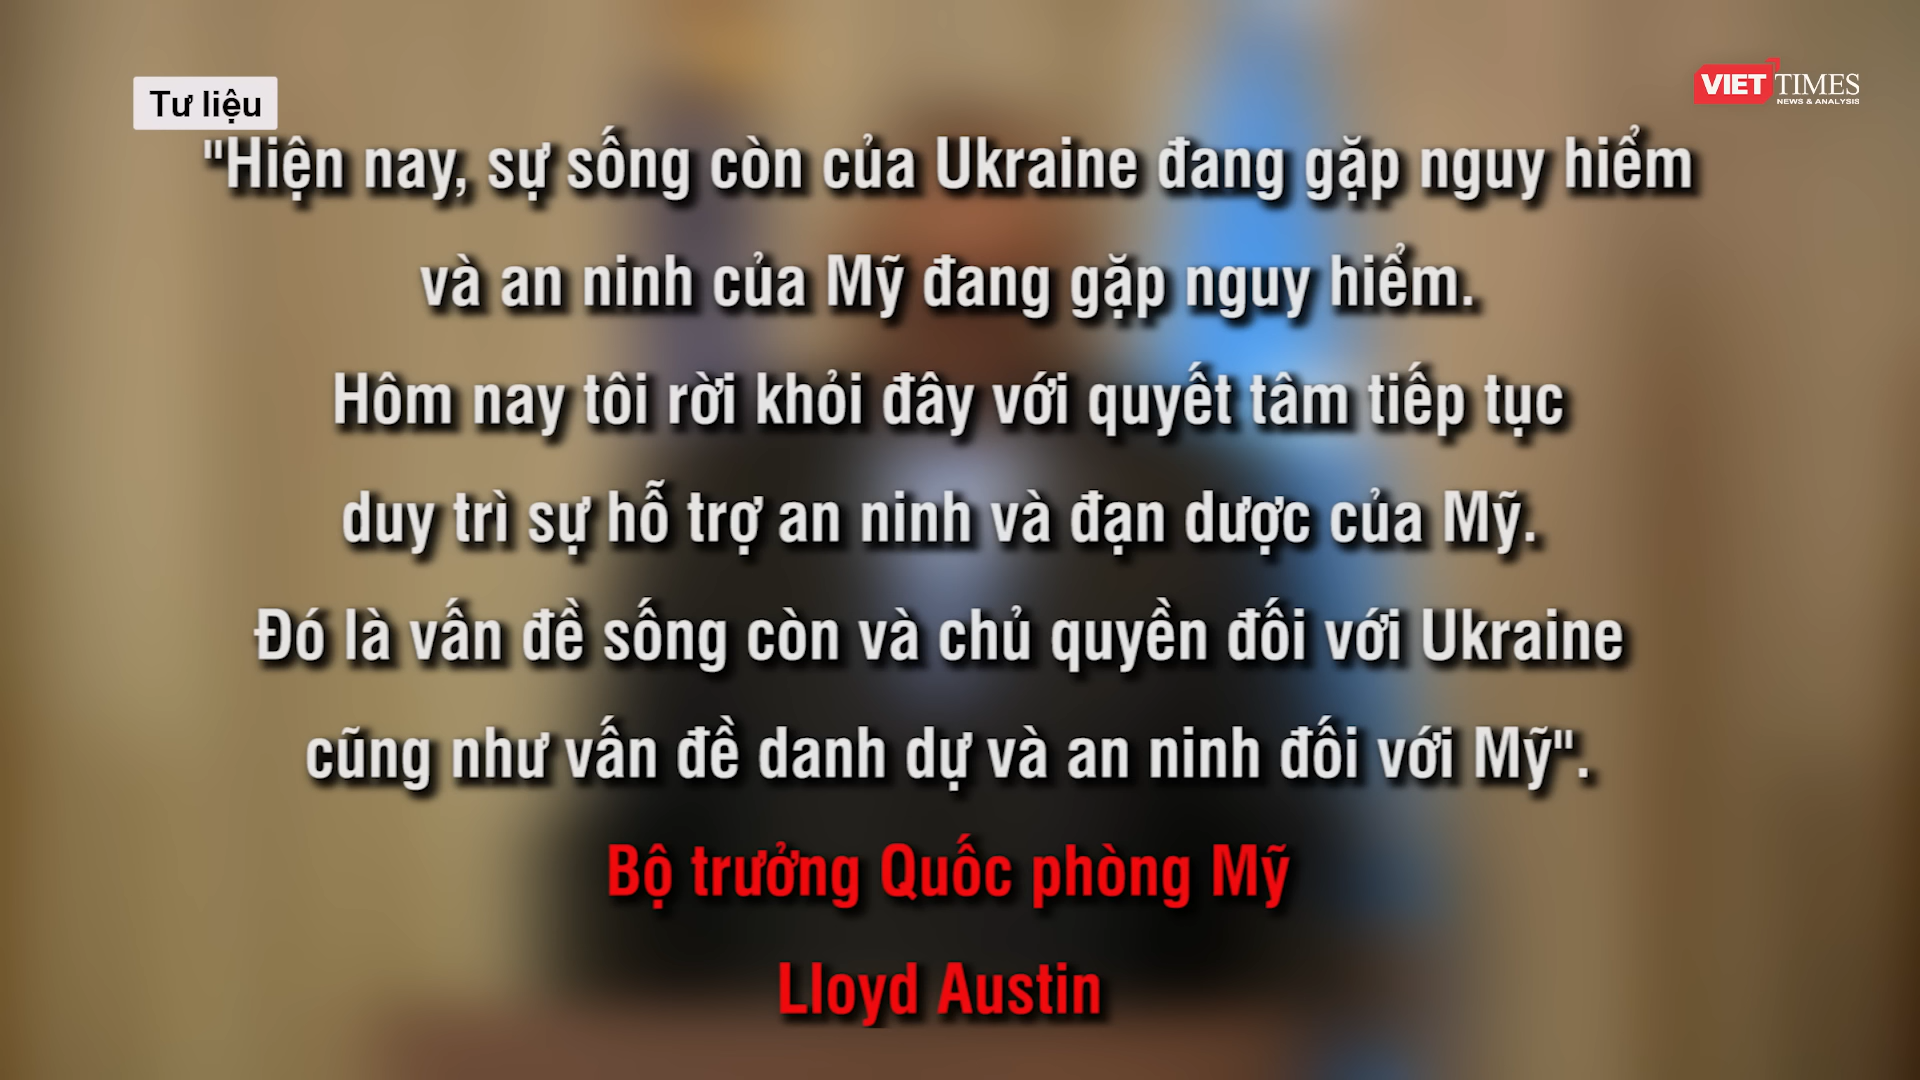 Tư liệu
VIET TIMES
NEWS & ANALYSIS
"Hiện nay, sự sống còn của Ukraine đang gặp nguy hiểm
và an ninh của Mỹ đang gặp nguy hiểm.
Hôm nay tôi rời khỏi đây với quyết tâm tiếp tục
duy trì sự hỗ trợ an ninh và đạn dược của Mỹ.
Đó là vấn đề sống còn và chủ quyền đối với Ukraine
cũng như vấn đề danh dự và an ninh đối với Mỹ".
Bộ trưởng Quốc phòng Mỹ
Lloyd Austin